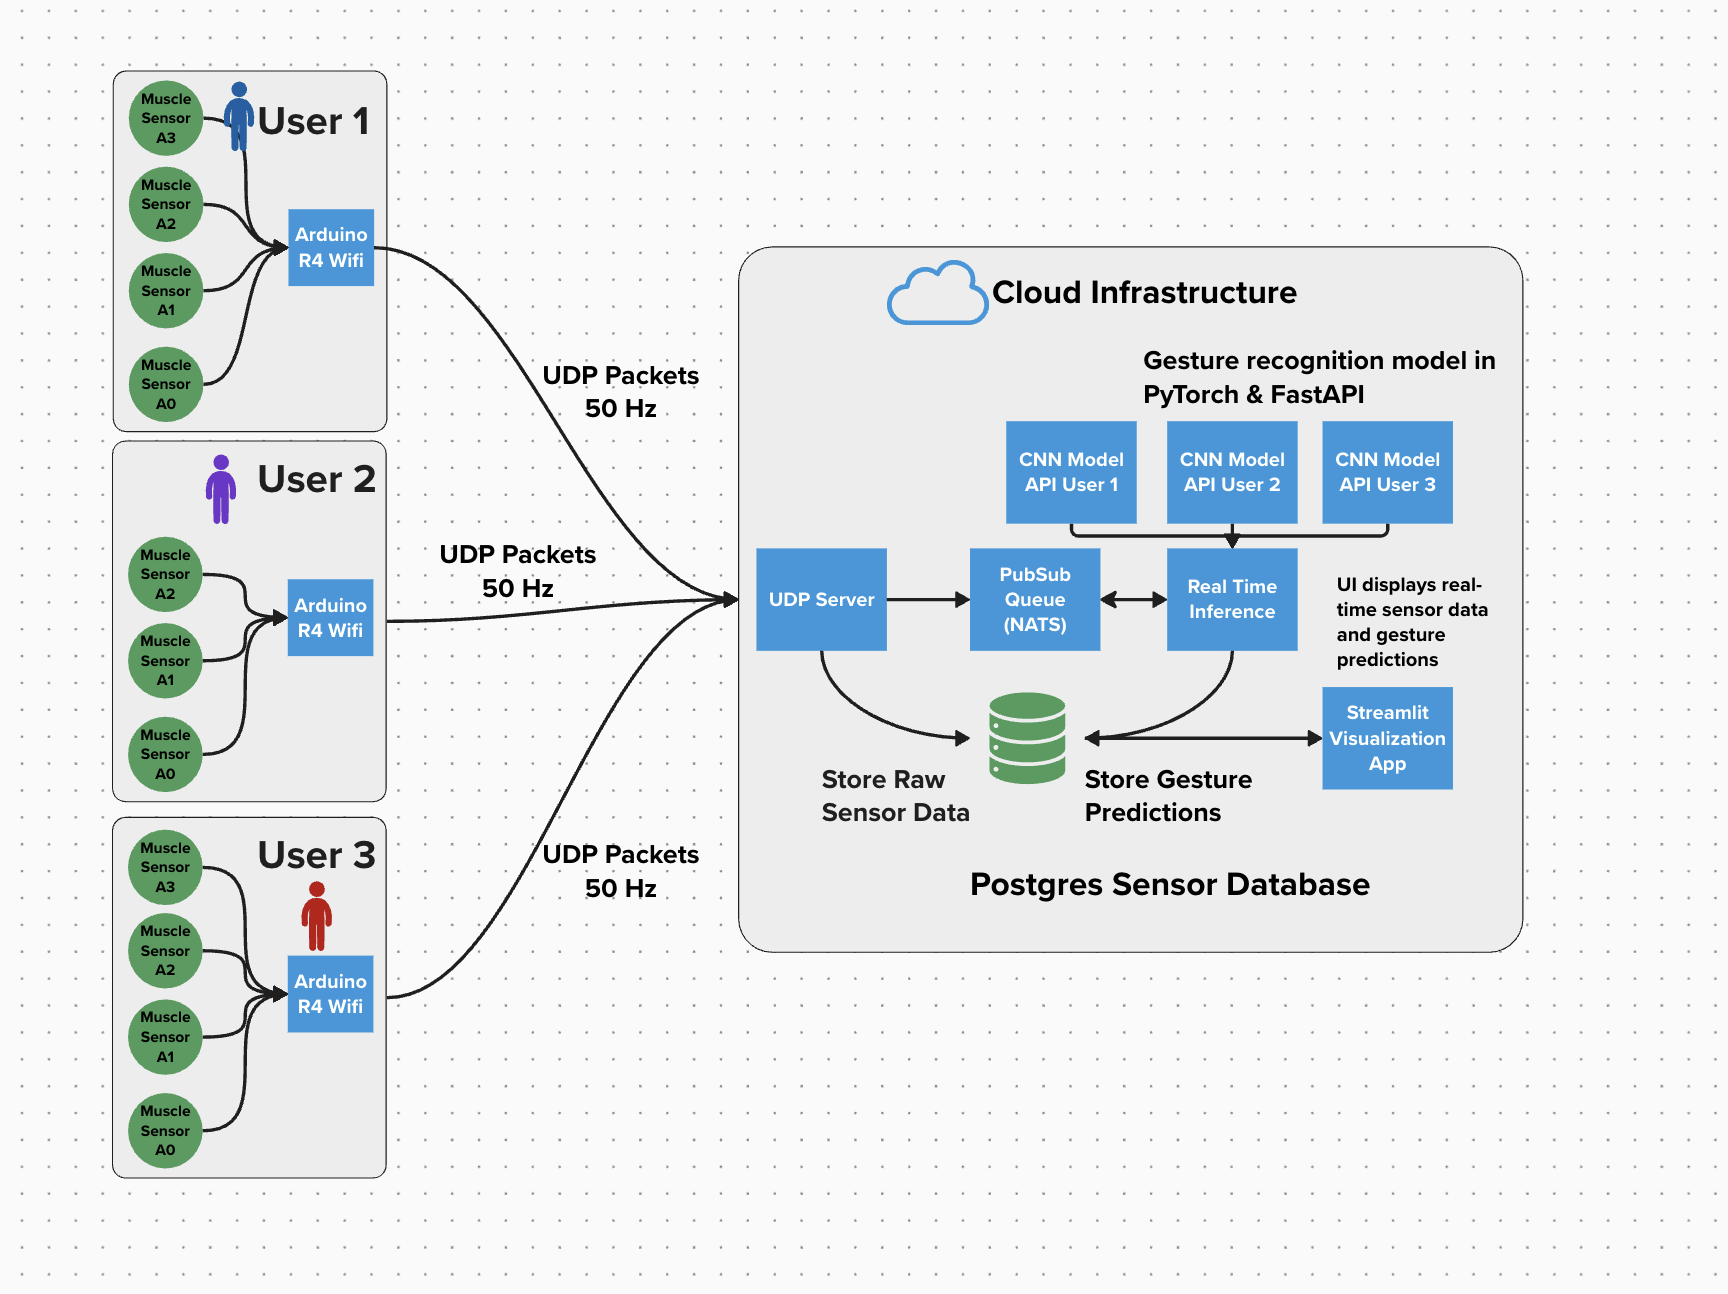 User 1
Muscle
Sensor
A3
Muscle
Sensor
A2
Muscle
Sensor
A1
Muscle
Sensor
A0
Arduino
R4 Wifi
User 2
Muscle
Sensor
A2
Muscle
Sensor
A1
Muscle
Sensor
A0
Arduino
R4 Wifi
User 3
Muscle
Sensor
A3
Muscle
Sensor
A2
Muscle
Sensor
A1
Muscle
Sensor
A0
Arduino
R4 Wifi
UDP Packets
50 Hz
UDP Packets
50 Hz
UDP Packets
50 Hz
Cloud Infrastructure
Gesture recognition model in
PyTorch & FastAPI
CNN Model
API User 1
CNN Model
API User 2
CNN Model
API User 3
UDP Server
PubSub
Queue
(NATS)
Real Time
Inference
UI displays real-
time sensor data
and gesture
predictions
Streamlit
Visualization
App
Store Raw
Sensor Data
Store Gesture
Predictions
Postgres Sensor Database